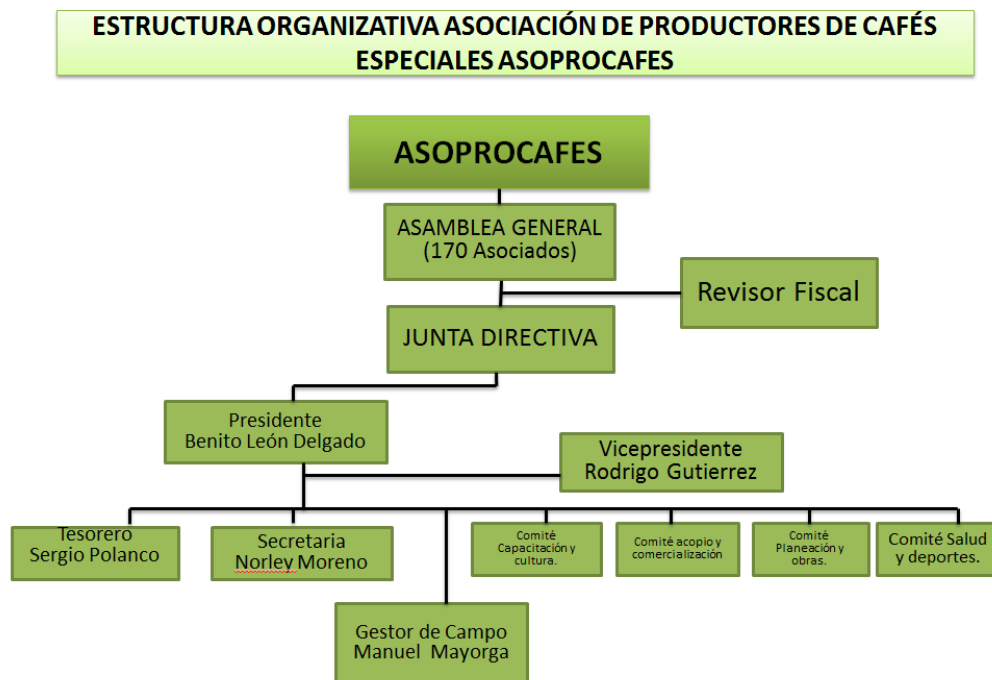 ESTRUCTURA ORGANIZATIVA ASOCIACIÓN DE PRODUCTORES DE CAFÉS
ESPECIALES ASOPROCAFES
ASOPROCAFES
ASAMBLEA GENERAL
(170 Asociados)
Revisor Fiscal
JUNTA DIRECTIVA
Presidente
Benito León Delgado
Vicepresidente
Rodrigo Gutierrez
Tesorero
Sergio Polanco
Secretaria
Norley Moreno
Comité
Capacitación y
cultura.
Comité acopio y
comercialización
Comité
Planeación y
obras.
Comité Salud
y deportes.
Gestor de Campo
Manuel Mayorga